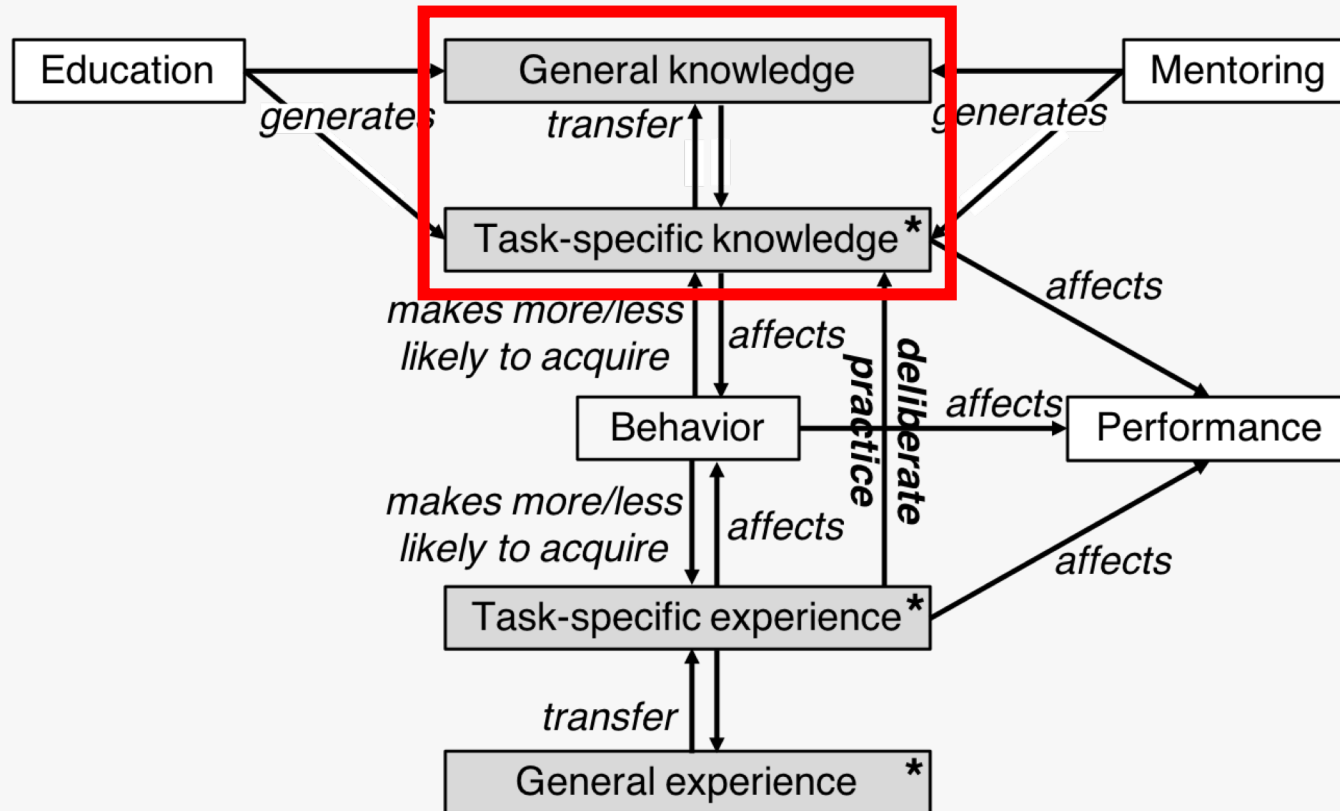 Education
General knowledge
Mentoring
generates
transfer
generates
Task-specific knowledge*
makes more/less
likely to acquire
affects
affects
deliberate
practice
Behavior
affects
Performance
makes more/less
likely to acquire
affects
affects
Task-specific experience*
transfer
General experience *